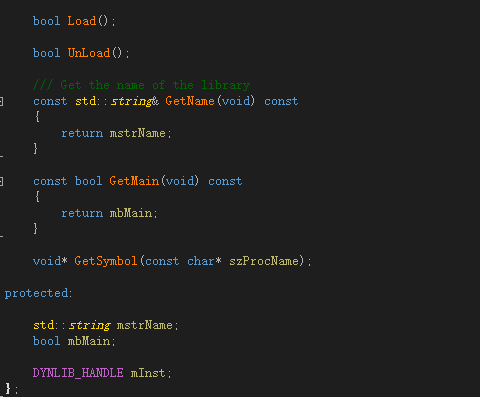 bool Load();
bool UnLoad();
/// Get the name of the library
const std::string& GetName(void) const
{
return mstrName;
}
const bool GetMain(void) const
{
return mbMain;
}
void* GetSymbol(const char* szProcName);
protected:
std::string mstrName;
bool mbMain;
DYNLIB_HANDLE mInst;
};